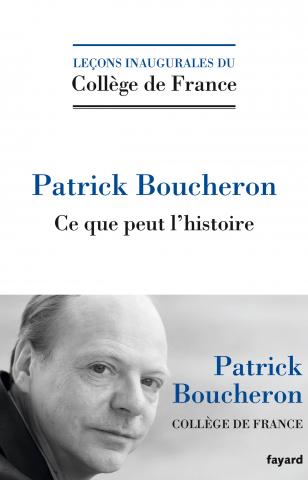 LEÇONS INAUGURALES DU
Collège de France
Patrick Boucheron
Ce que peut l'histoire
Patrick
Boucheron
COLLÈGE DE FRANCE
fayard